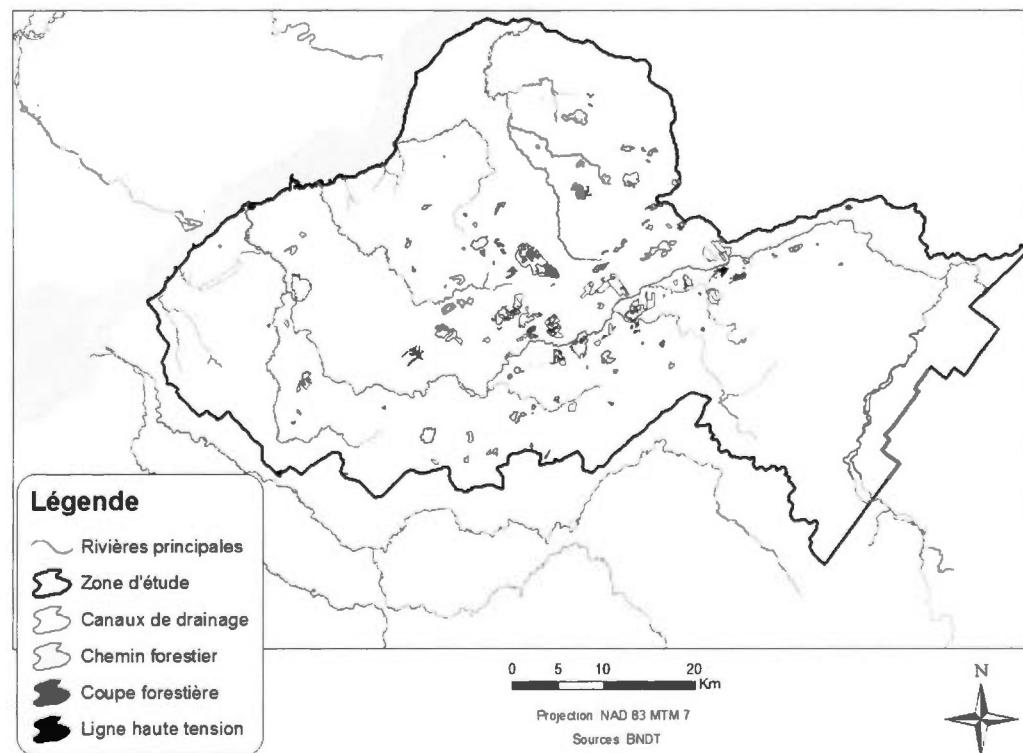 Légende
Rivières principales
Zone d'étude
Canaux de drainage
Chemin forestier
Coupe forestière
Ligne haute tension
0 5 10 20
Km
Projection NAD 83 MTM 7
Sources BNDT
N